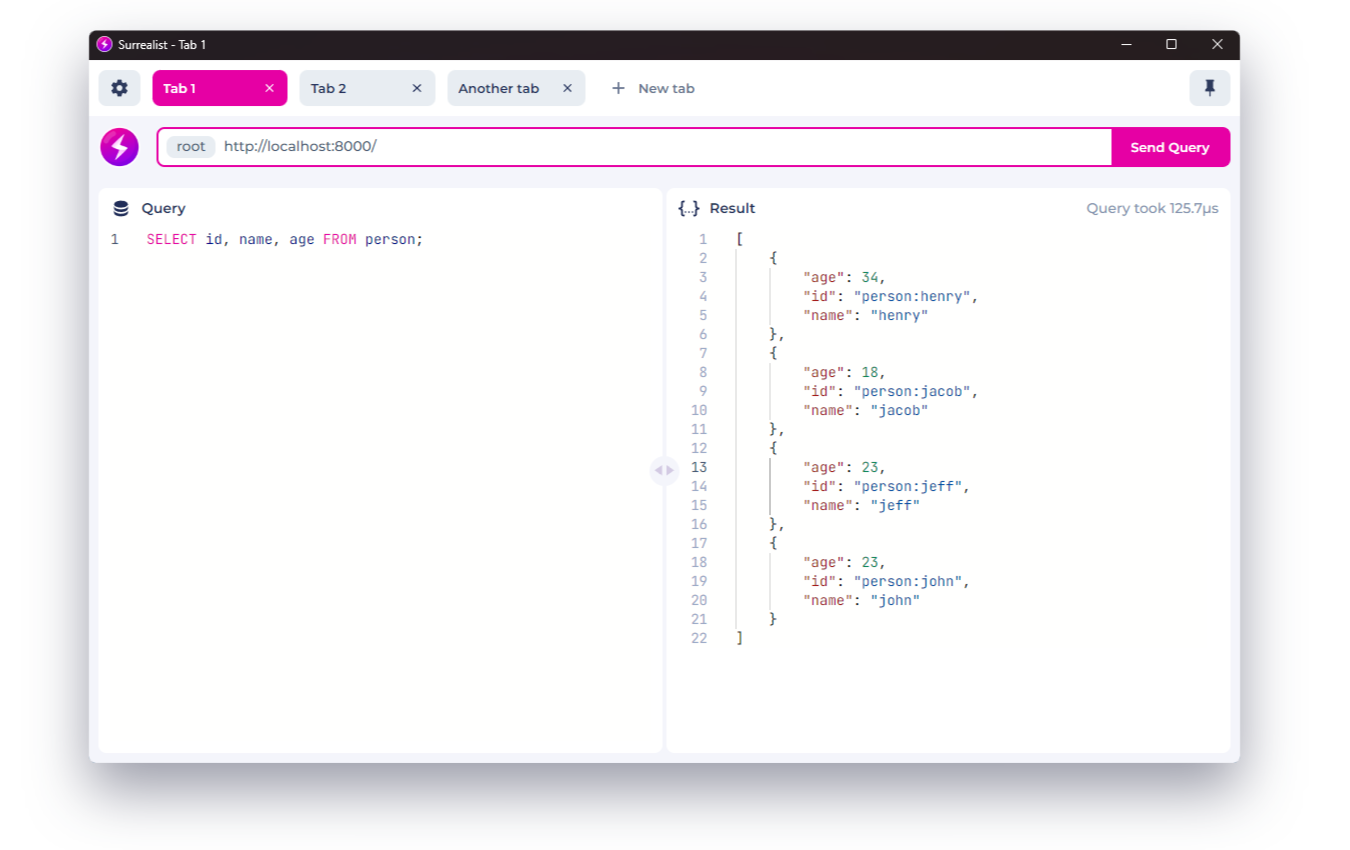 Surrealist - Tab 1
Tab 1 Tab 2 Another tab New tab
root http://localhost:8000/ Send Query
Query
1 SELECT id, name, age FROM person;
{...} Result Query took 125.7µs
1 [
2 {
3 "age": 34,
4 "id": "person:henry",
5 "name": "henry"
6 },
7 {
8 "age": 18,
9 "id": "person:jacob",
10 "name": "jacob"
11 },
12 {
13 "age": 23,
14 "id": "person:jeff",
15 "name": "jeff"
16 },
17 {
18 "age": 23,
19 "id": "person:john",
20 "name": "john"
21 }
22 ]